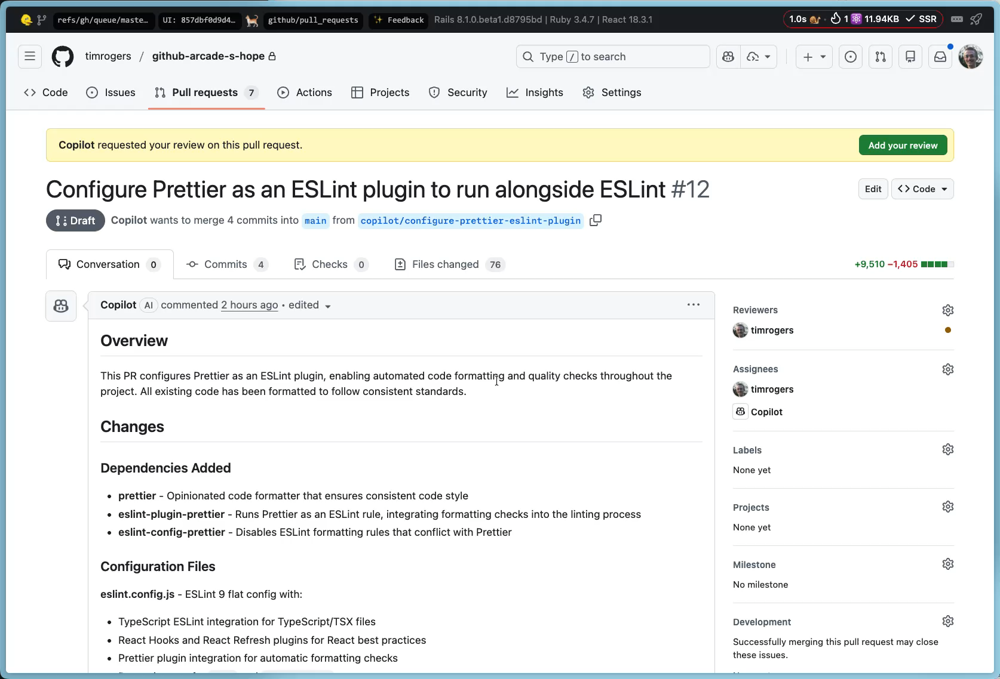 refs/gh/queue/maste… UI: 857dbf0d9d4… github/pull_requests ✨ Feedback Rails 8.1.0.beta1.d8795bd | Ruby 3.4.7 | React 18.3.1 1.0s 1 11.94KB ✓ SSR
timrogers / github-arcade-s-hope Type / to search
Code Issues Pull requests 7 Actions Projects Security Insights Settings
Copilot requested your review on this pull request. Add your review
Configure Prettier as an ESLint plugin to run alongside ESLint #12 Edit <> Code
Draft Copilot wants to merge 4 commits into main from copilot/configure-prettier-eslint-plugin
Conversation 0 Commits 4 Checks 0 Files changed 76 +9,510 −1,405
Copilot AI commented 2 hours ago • edited
Overview
This PR configures Prettier as an ESLint plugin, enabling automated code formatting and quality checks throughout the
project. All existing code has been formatted to follow consistent standards.
Changes
Dependencies Added
• prettier - Opinionated code formatter that ensures consistent code style
• eslint-plugin-prettier - Runs Prettier as an ESLint rule, integrating formatting checks into the linting process
• eslint-config-prettier - Disables ESLint formatting rules that conflict with Prettier
Configuration Files
eslint.config.js - ESLint 9 flat config with:
• TypeScript ESLint integration for TypeScript/TSX files
• React Hooks and React Refresh plugins for React best practices
• Prettier plugin integration for automatic formatting checks
Reviewers
timrogers
Assignees
timrogers
Copilot
Labels
None yet
Projects
None yet
Milestone
No milestone
Development
Successfully merging this pull request may close
these issues.